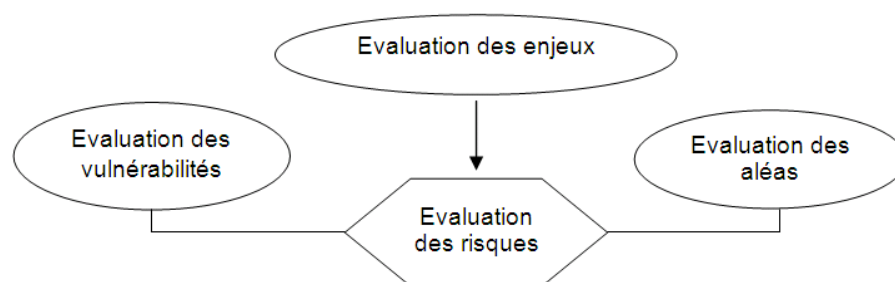 Evaluation des enjeux
Evaluation des
vulnérabilités
Evaluation des
aléas
Evaluation
des risques